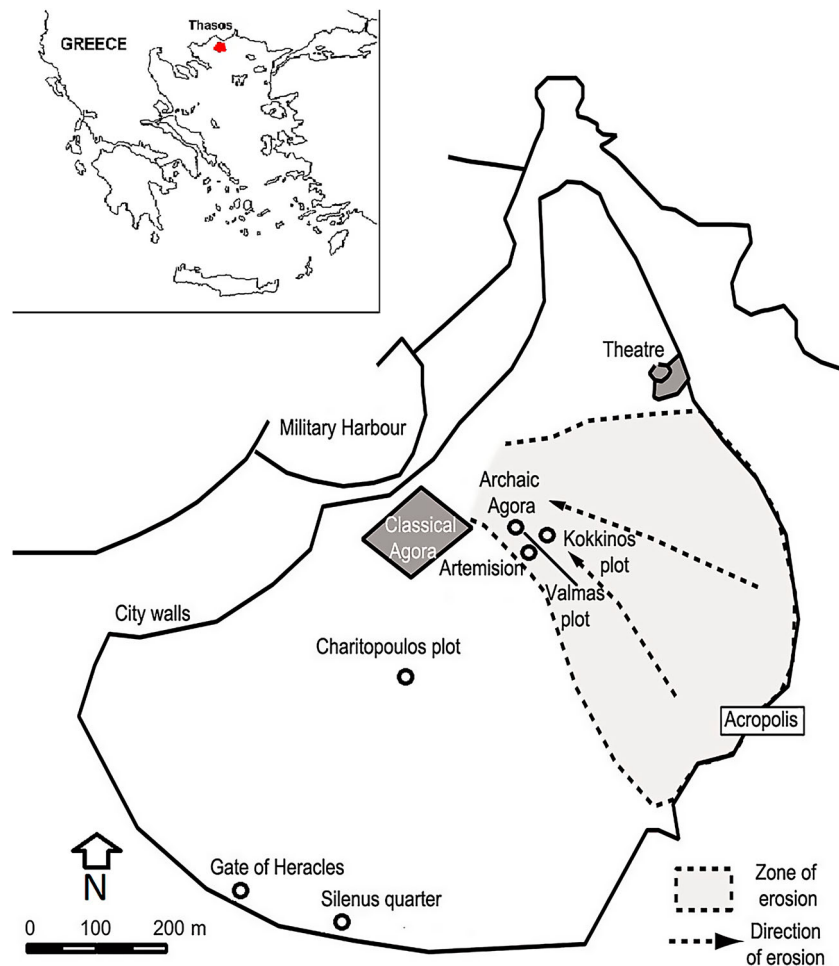 Thasos
GREECE
Theatre
Military Harbour
Archaic
Agora
Classical
Agora
Kokkinos
plot
Artemision
Valmas
plot
City walls
Charitopoulos plot
Acropolis
Gate of Heracles
Silenus quarter
N
0 100 200 m
Zone of
erosion
Direction
of erosion